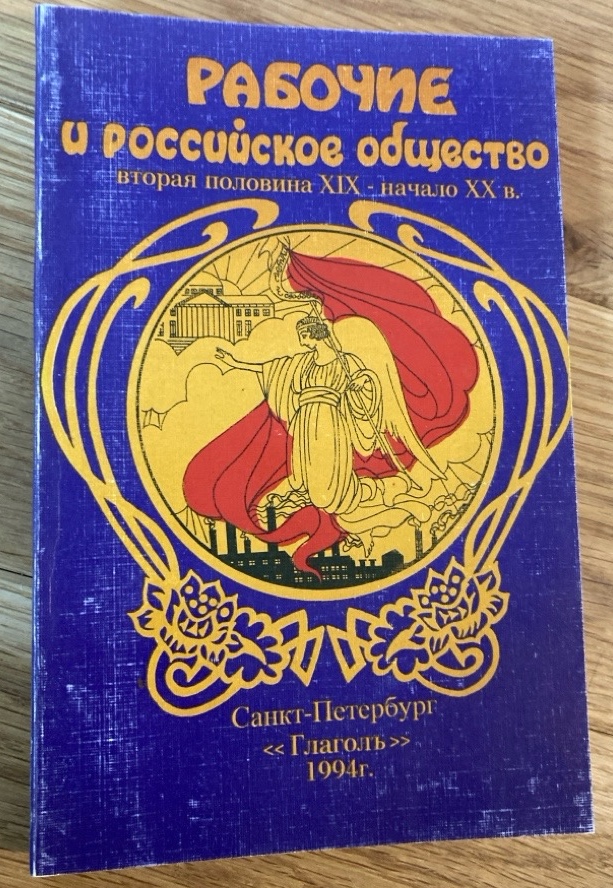 РАБОЧИЕ
и российское общество
вторая половина XIX - начало XX в.
Санкт-Петербург
<< Глаголъ >>
1994г.